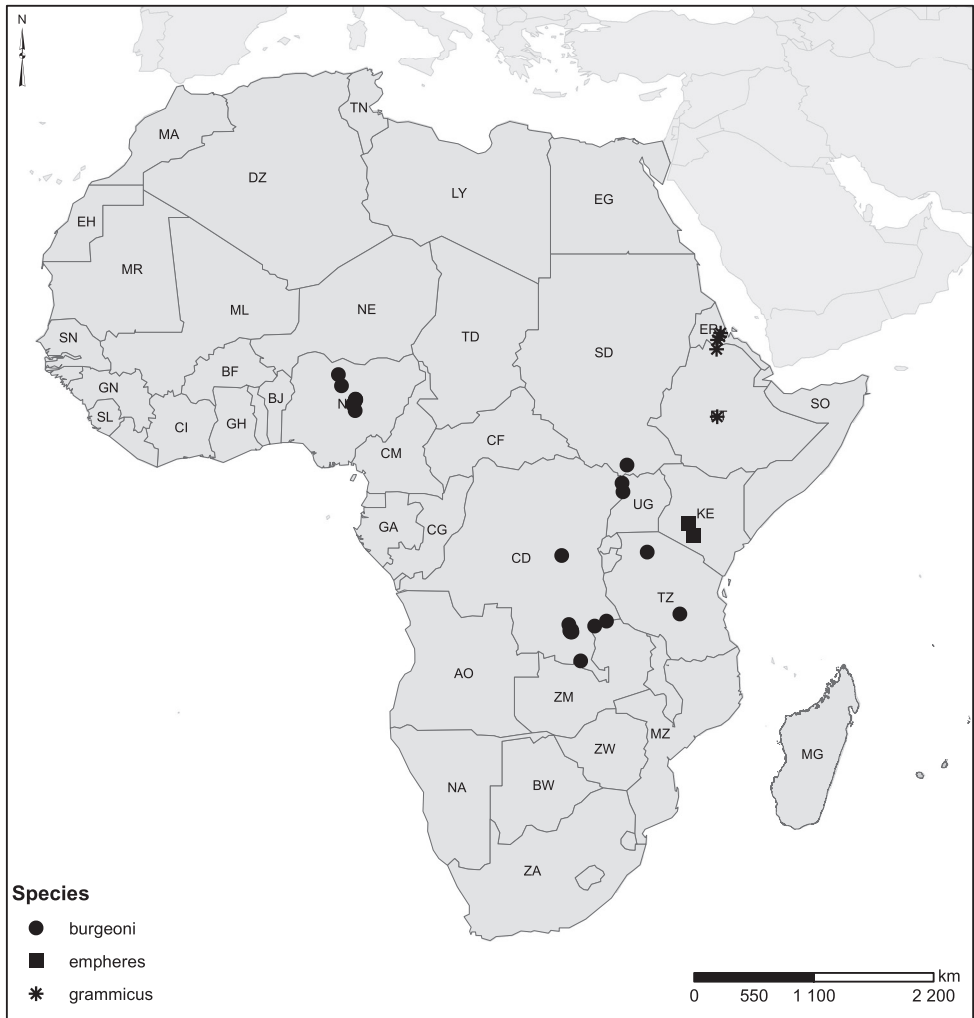 N
TN
MA
DZ
LY
EG
EH
MR
ML
NE
TD
SD
ER
SN
BF
GN
BJ
SL
CI
GH
N
SO
ET
CM
CF
UG
KE
GA
CG
CD
TZ
AO
ZM
MZ
ZW
MG
NA
BW
ZA
Species
burgeoni
empheres
grammicus
km
0 550 1 100 2 200